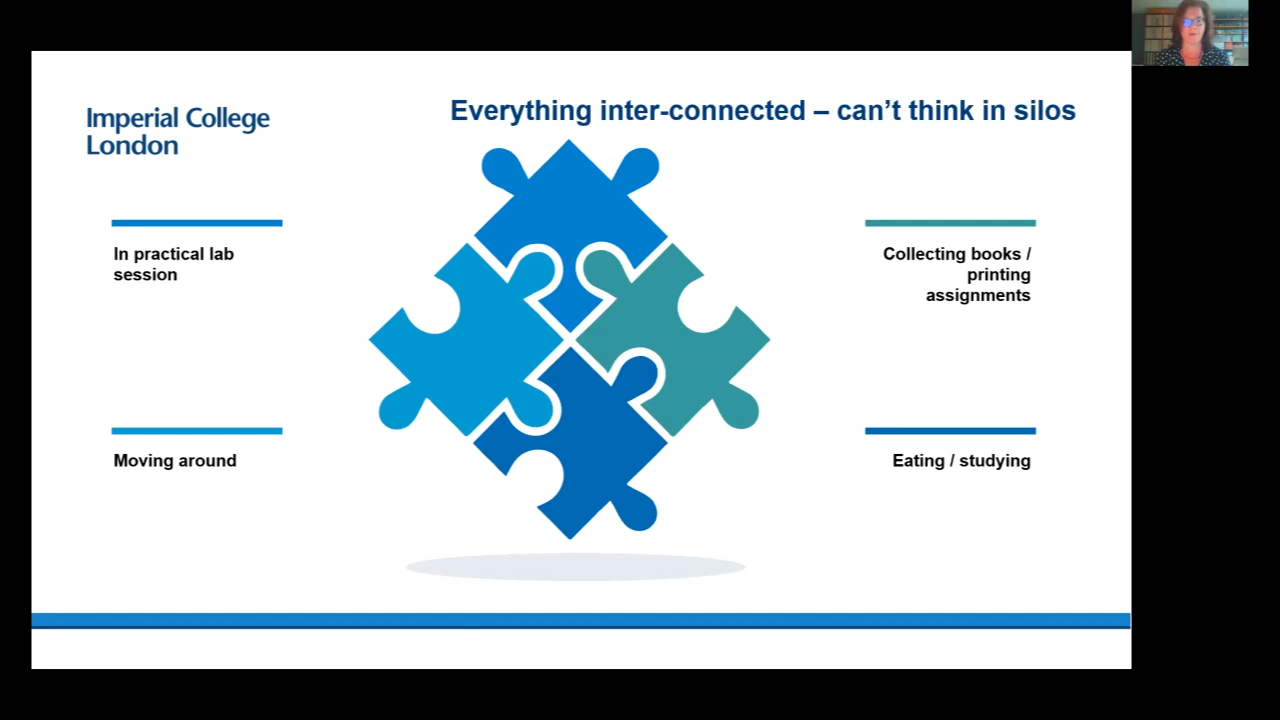 Imperial College
London
Everything inter-connected – can't think in silos
In practical lab
session
Collecting books /
printing
assignments
Moving around
Eating / studying